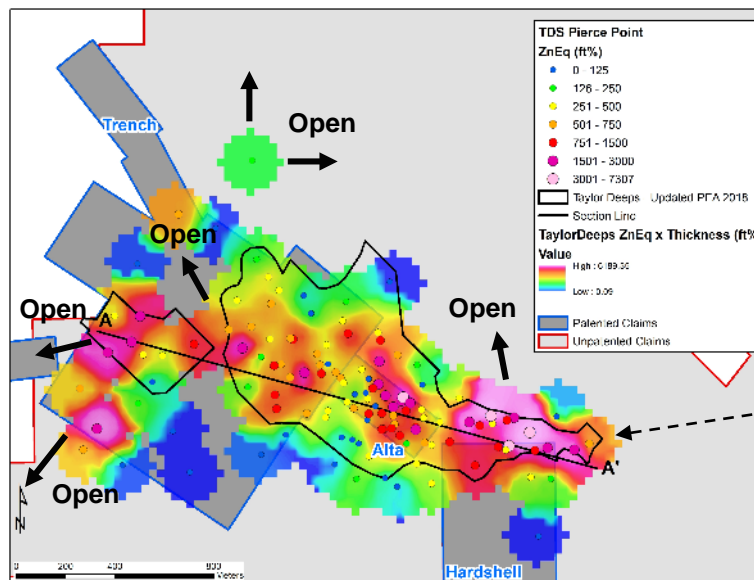 TDS Pierce Point
ZnEq (ft%)
0 - 125
126 - 250
251 - 500
501 - 750
751 - 1500
1501 - 3000
3001 - 7307
Taylor Deeps - Updated PEA 2018
Section Line
TaylorDeeps ZnEq x Thickness (ft%
Value
Low : 0.09
Patented Claims
Unpatented Claims
Trench
Open
Open
Open
A
Open
Alta
A'
Open
Hardshell
N
0 200 400 800
Meters